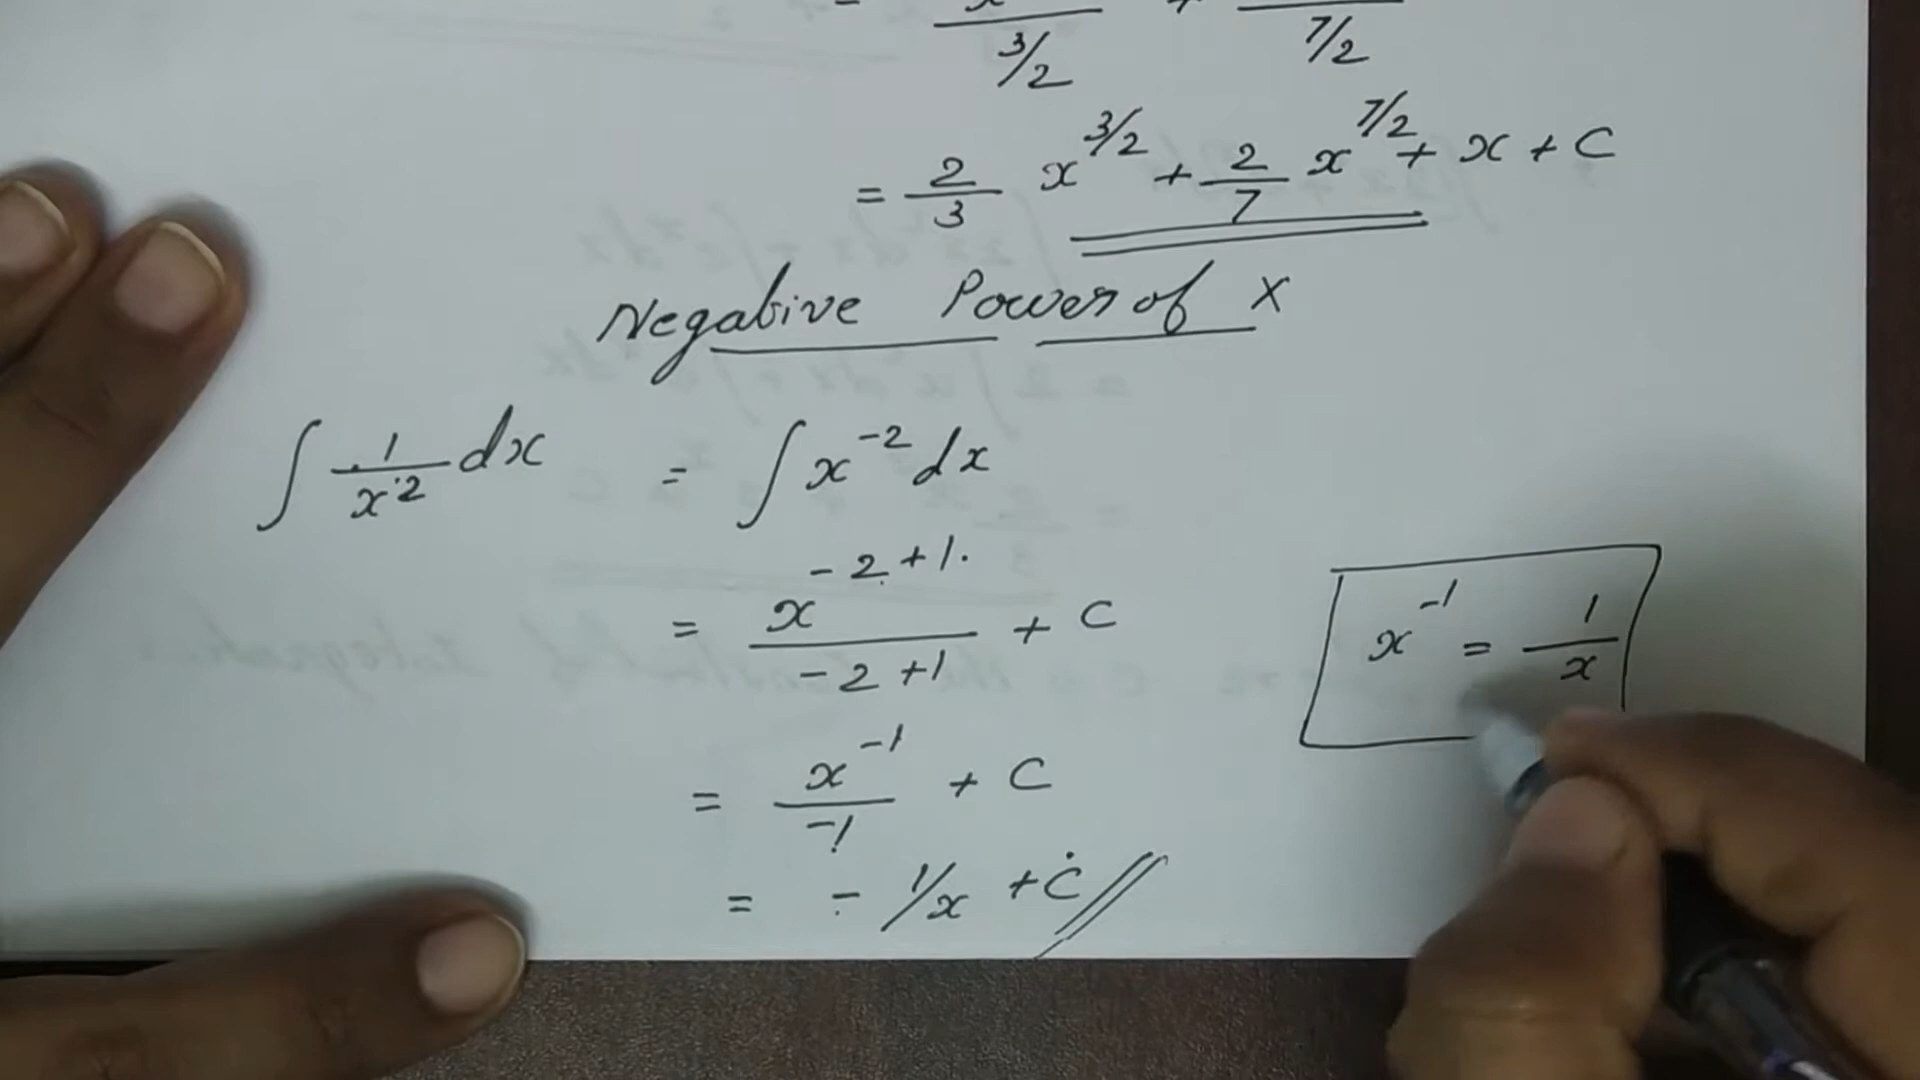 = x / 3/2 + / 7/2
= 2/3 x^3/2 + 2/7 x^7/2 + x + C
Negative Power of X
∫ 1/x^2 dx = ∫ x^-2 dx
= x^-2+1 / -2+1 + C
= x^-1 / -1 + C
= - 1/x + C
x^-1 = 1/x